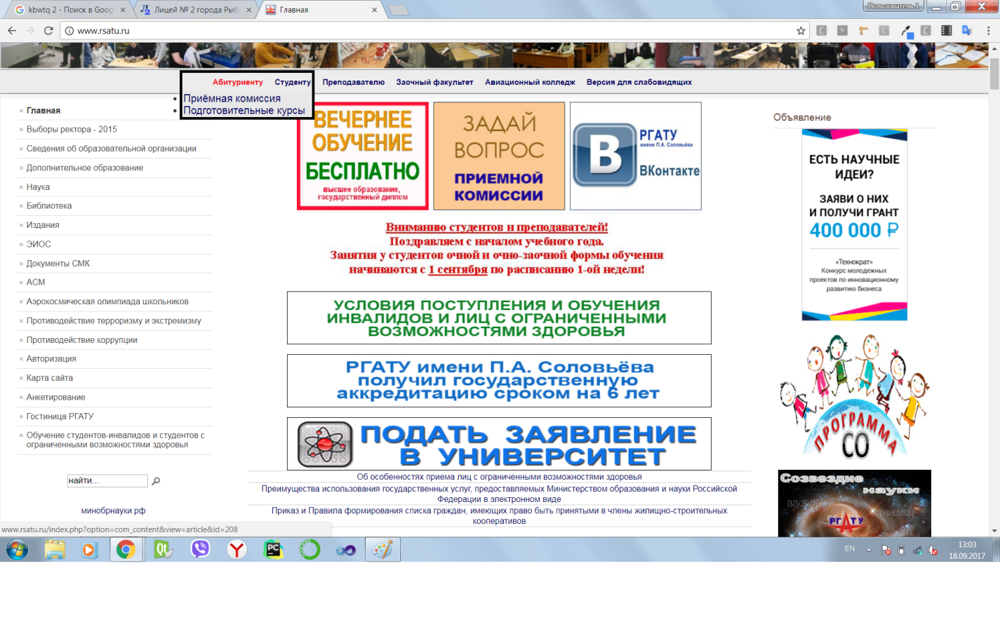 kbwtq 2 - Поиск в Goog
Лицей № 2 города Рыб
Главная
Пользователь 1
www.rsatu.ru
Абитуриенту Студенту Преподавателю Заочный факультет Авиационный колледж Версия для слабовидящих
Приёмная комиссия
Подготовительные курсы
Главная
Выборы ректора - 2015
Сведения об образовательной организации
Дополнительное образование
Наука
Библиотека
Издания
ЭИОС
Документы СМК
АСМ
Аэрокосмическая олимпиада школьников
Противодействие терроризму и экстремизму
Противодействие коррупции
Авторизация
Карта сайта
Анкетирование
Гостиница РГАТУ
Обучение студентов-инвалидов и студентов с
ограниченными возможностями здоровья
найти...
минобрнауки.рф
ВЕЧЕРНЕЕ
ОБУЧЕНИЕ
БЕСПЛАТНО
высшее образование,
государственный диплом
ЗАДАЙ
ВОПРОС
ПРИЕМНОЙ
КОМИССИИ
В
РГАТУ
имени П.А. Соловьёва
ВКонтакте
Вниманию студентов и преподавателей!
Поздравляем с началом учебного года.
Занятия у студентов очной и очно-заочной формы обучения
начинаются с 1 сентября по расписанию 1-ой недели!
УСЛОВИЯ ПОСТУПЛЕНИЯ И ОБУЧЕНИЯ
ИНВАЛИДОВ И ЛИЦ С ОГРАНИЧЕННЫМИ
ВОЗМОЖНОСТЯМИ ЗДОРОВЬЯ
РГАТУ имени П.А. Соловьёва
получил государственную
аккредитацию сроком на 6 лет
ПОДАТЬ ЗАЯВЛЕНИЕ
В УНИВЕРСИТЕТ
Об особенностях приема лиц с ограниченными возможностями здоровья
Преимущества использования государственных услуг, предоставляемых Министерством образования и науки Российской
Федерации в электронном виде
Приказ и Правила формирования списка граждан, имеющих право быть принятыми в члены жилищно-строительных
кооперативов
Объявление
ЕСТЬ НАУЧНЫЕ
ИДЕИ?
ЗАЯВИ О НИХ
И ПОЛУЧИ ГРАНТ
400 000 ₽
«Технократ»
Конкурс молодежных
проектов по инновационному
развитию бизнеса
ПРОГРАММА
СО
Созвездие
науки
РГАТУ
www.rsatu.ru/index.php?option=com_content&view=article&id=208
Qt
PC
EN
13:03
18.09.2017